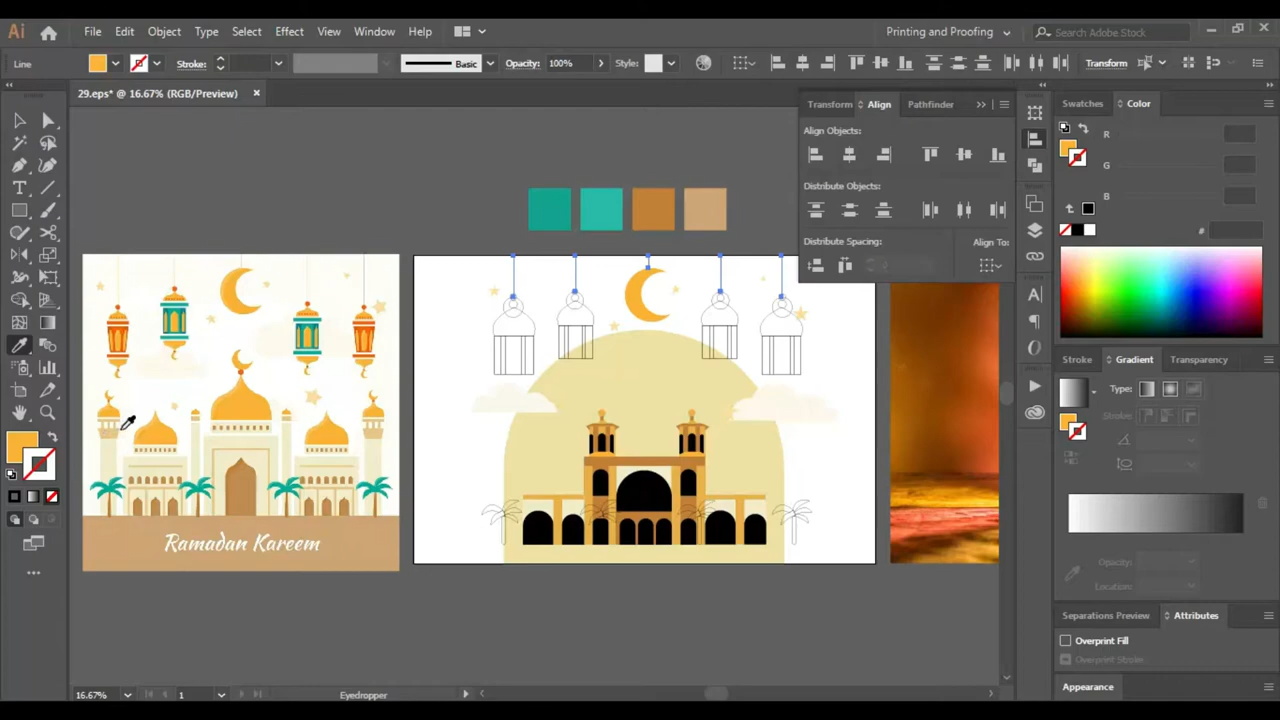 Ai File Edit Object Type Select Effect View Window Help Printing and Proofing Search Adobe Stock
Line Stroke: Basic Opacity: 100% Style: Transform
29.eps* @ 16.67% (RGB/Preview) ×
Transform Align Pathfinder
Align Objects:
Distribute Objects:
Distribute Spacing: Align To:
Swatches Color
R
G
B
#
Stroke Gradient Transparency
Type:
Stroke:
Opacity:
Location:
Separations Preview Attributes
Overprint Fill
Overprint Stroke
Appearance
Ramadan Kareem
16.67% 1 Eyedropper